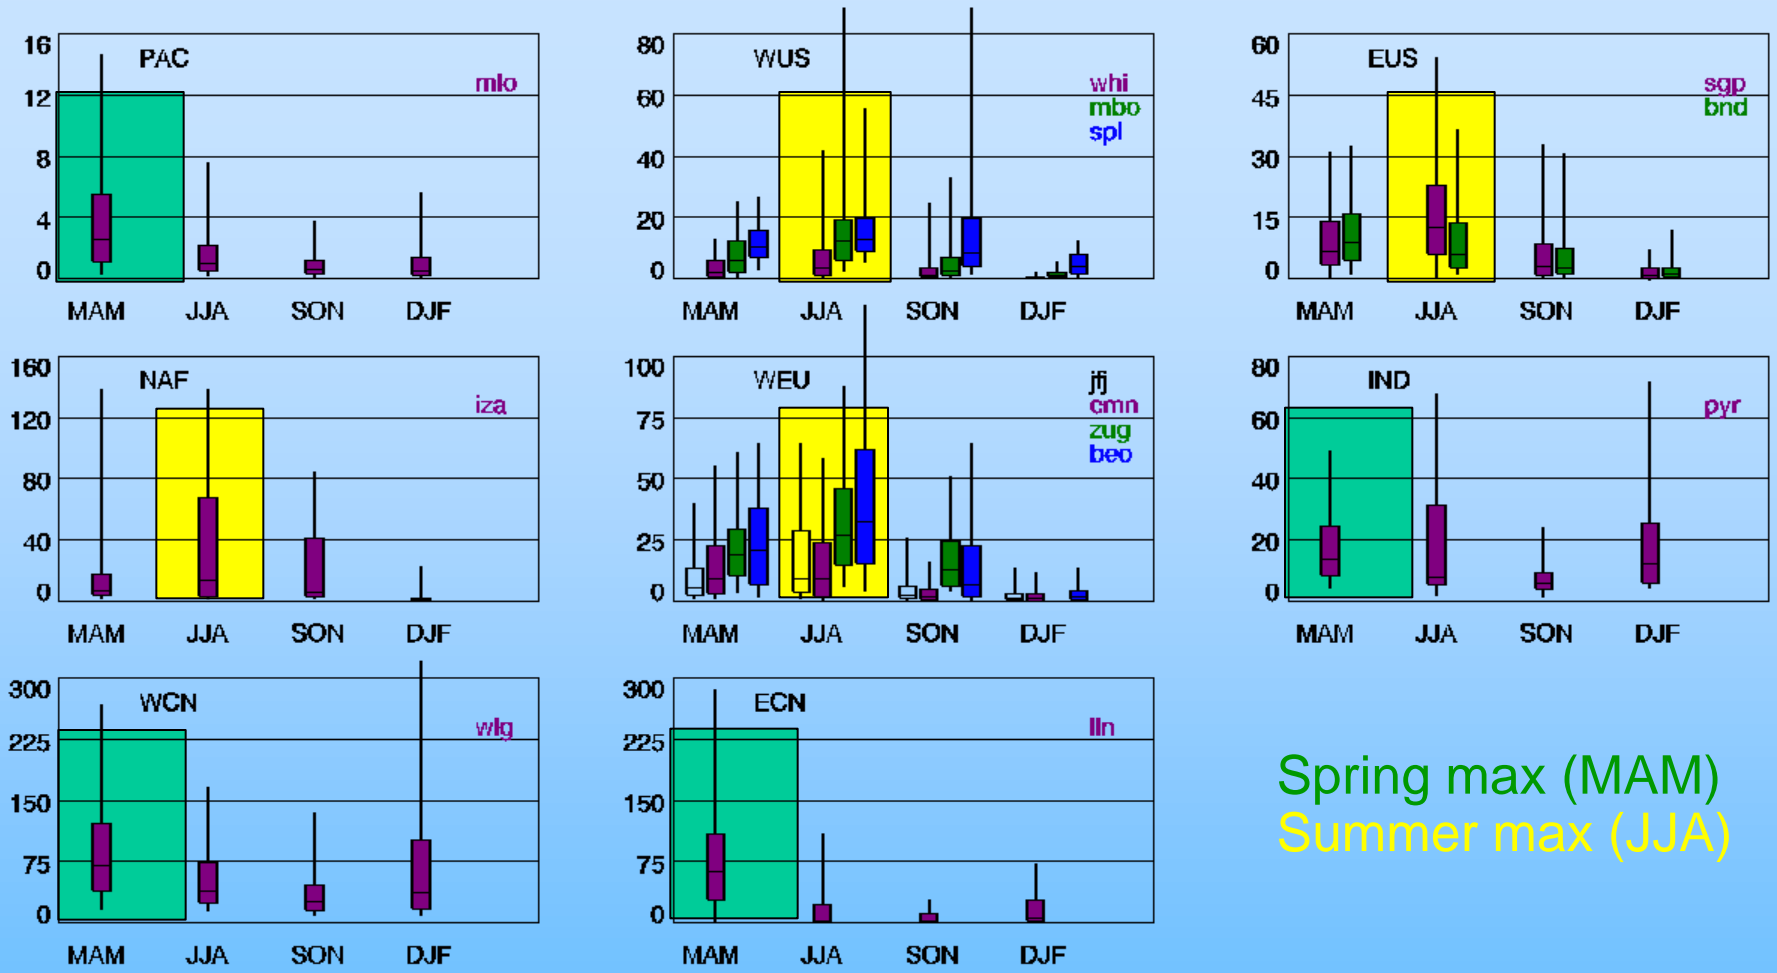 PAC
mlo
16
12
8
4
0
MAM JJA SON DJF
WUS
whi
mbo
spl
80
60
40
20
0
MAM JJA SON DJF
EUS
sgp
bnd
60
45
30
15
0
MAM JJA SON DJF
NAF
iza
160
120
80
40
0
MAM JJA SON DJF
WEU
jfj
cmn
zug
beo
100
75
50
25
0
MAM JJA SON DJF
IND
pyr
80
60
40
20
0
MAM JJA SON DJF
WCN
wlg
300
225
150
75
0
MAM JJA SON DJF
ECN
lln
300
225
150
75
0
MAM JJA SON DJF
Spring max (MAM)
Summer max (JJA)